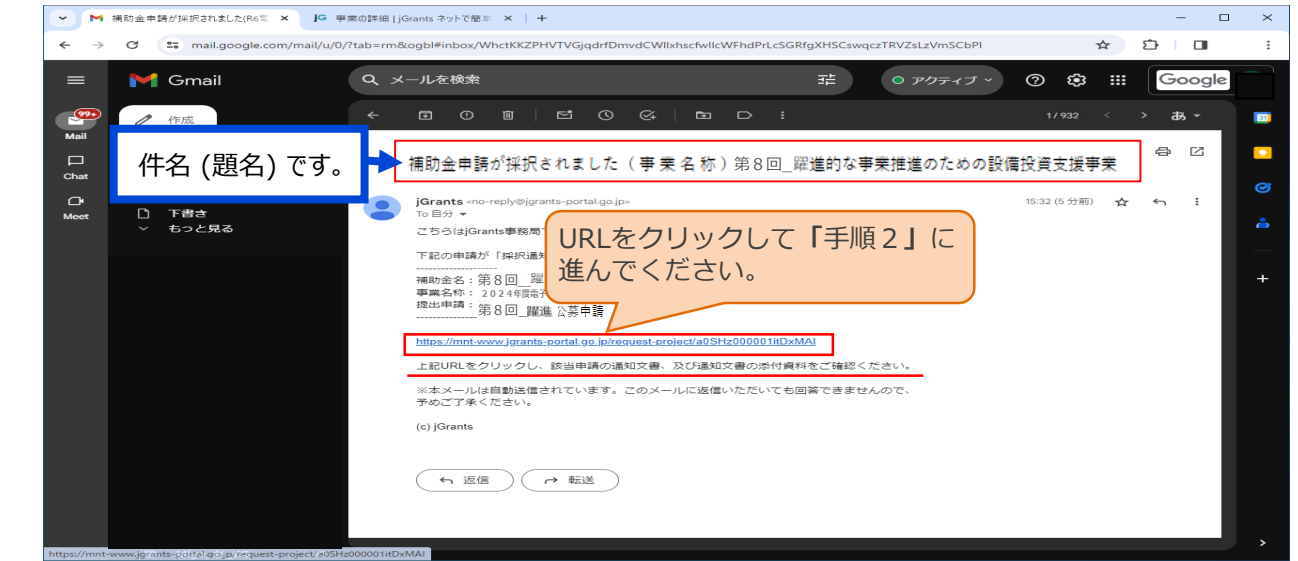 補助金申請が採択されました(R6電
事業の詳細 | jGrants ネットで簡単
mail.google.com/mail/u/0/?tab=rm&ogbl#inbox/WhctKKZPHVTVGjqdrfDmvdCWllxhscfwllcWFhdPrLcSGRfgXHSCswqczTRVZsLzVmSCbPl
Gmail
メールを検索
アクティブ
Google
99+
Mail
作成
1/932
あ
31
Chat
Meet
件名 (題名) です。
補助金申請が採択されました（事業名称）第8回_躍進的な事業推進のための設備投資支援事業
下書き
もっと見る
jGrants <no-reply@jgrants-portal.go.jp>
15:32 (5 分前)
To 自分
こちらはjGrants事務局で
下記の申請が「採択通知
URLをクリックして「手順２」に
進んでください。
--------------------
補助金名：第8回_躍
事業名称： 2024年度電子
提出申請：第8回_躍進 公募申請
--------------------
https://mnt-www.jgrants-portal.go.jp/request-project/a0SHz000001itDxMAI
上記URLをクリックし、該当申請の通知文書、及び通知文書の添付資料をご確認ください。
※本メールは自動送信されています。このメールに返信いただいても回答できませんので、
予めご了承ください。
(c) jGrants
返信
転送
https://mnt-www.jgrants-portal.go.jp/request-project/a0SHz000001itDxMAI